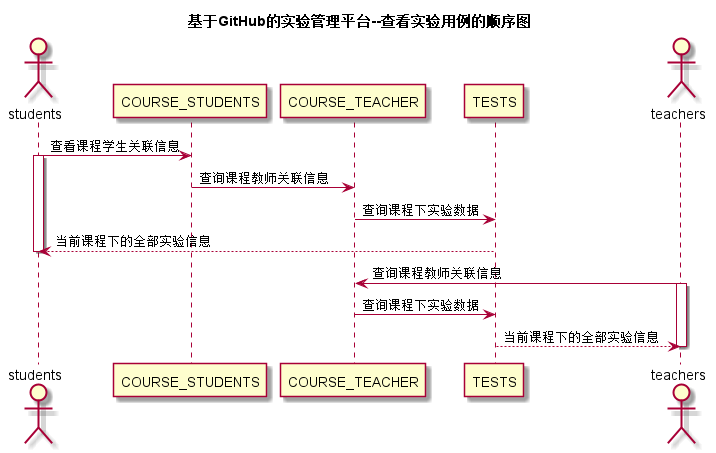 基于GitHub的实验管理平台--查看实验用例的顺序图
students
COURSE_STUDENTS
COURSE_TEACHER
TESTS
teachers
查看课程学生关联信息
查询课程教师关联信息
查询课程下实验数据
当前课程下的全部实验信息
查询课程教师关联信息
查询课程下实验数据
当前课程下的全部实验信息
students
COURSE_STUDENTS
COURSE_TEACHER
TESTS
teachers